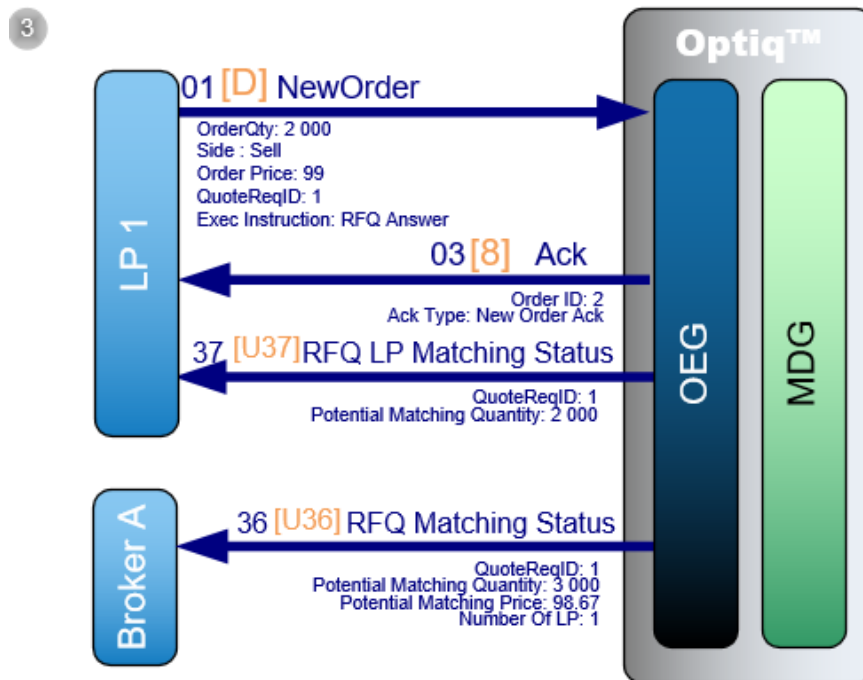 3
Optiq™
01 [D] NewOrder
OrderQty: 2 000
Side : Sell
Order Price: 99
QuoteReqID: 1
Exec Instruction: RFQ Answer
LP 1
03 [8] Ack
Order ID: 2
Ack Type: New Order Ack
37 [U37] RFQ LP Matching Status
QuoteReqID: 1
Potential Matching Quantity: 2 000
OEG
MDG
Broker A
36 [U36] RFQ Matching Status
QuoteReqID: 1
Potential Matching Quantity: 3 000
Potential Matching Price: 98.67
Number Of LP: 1